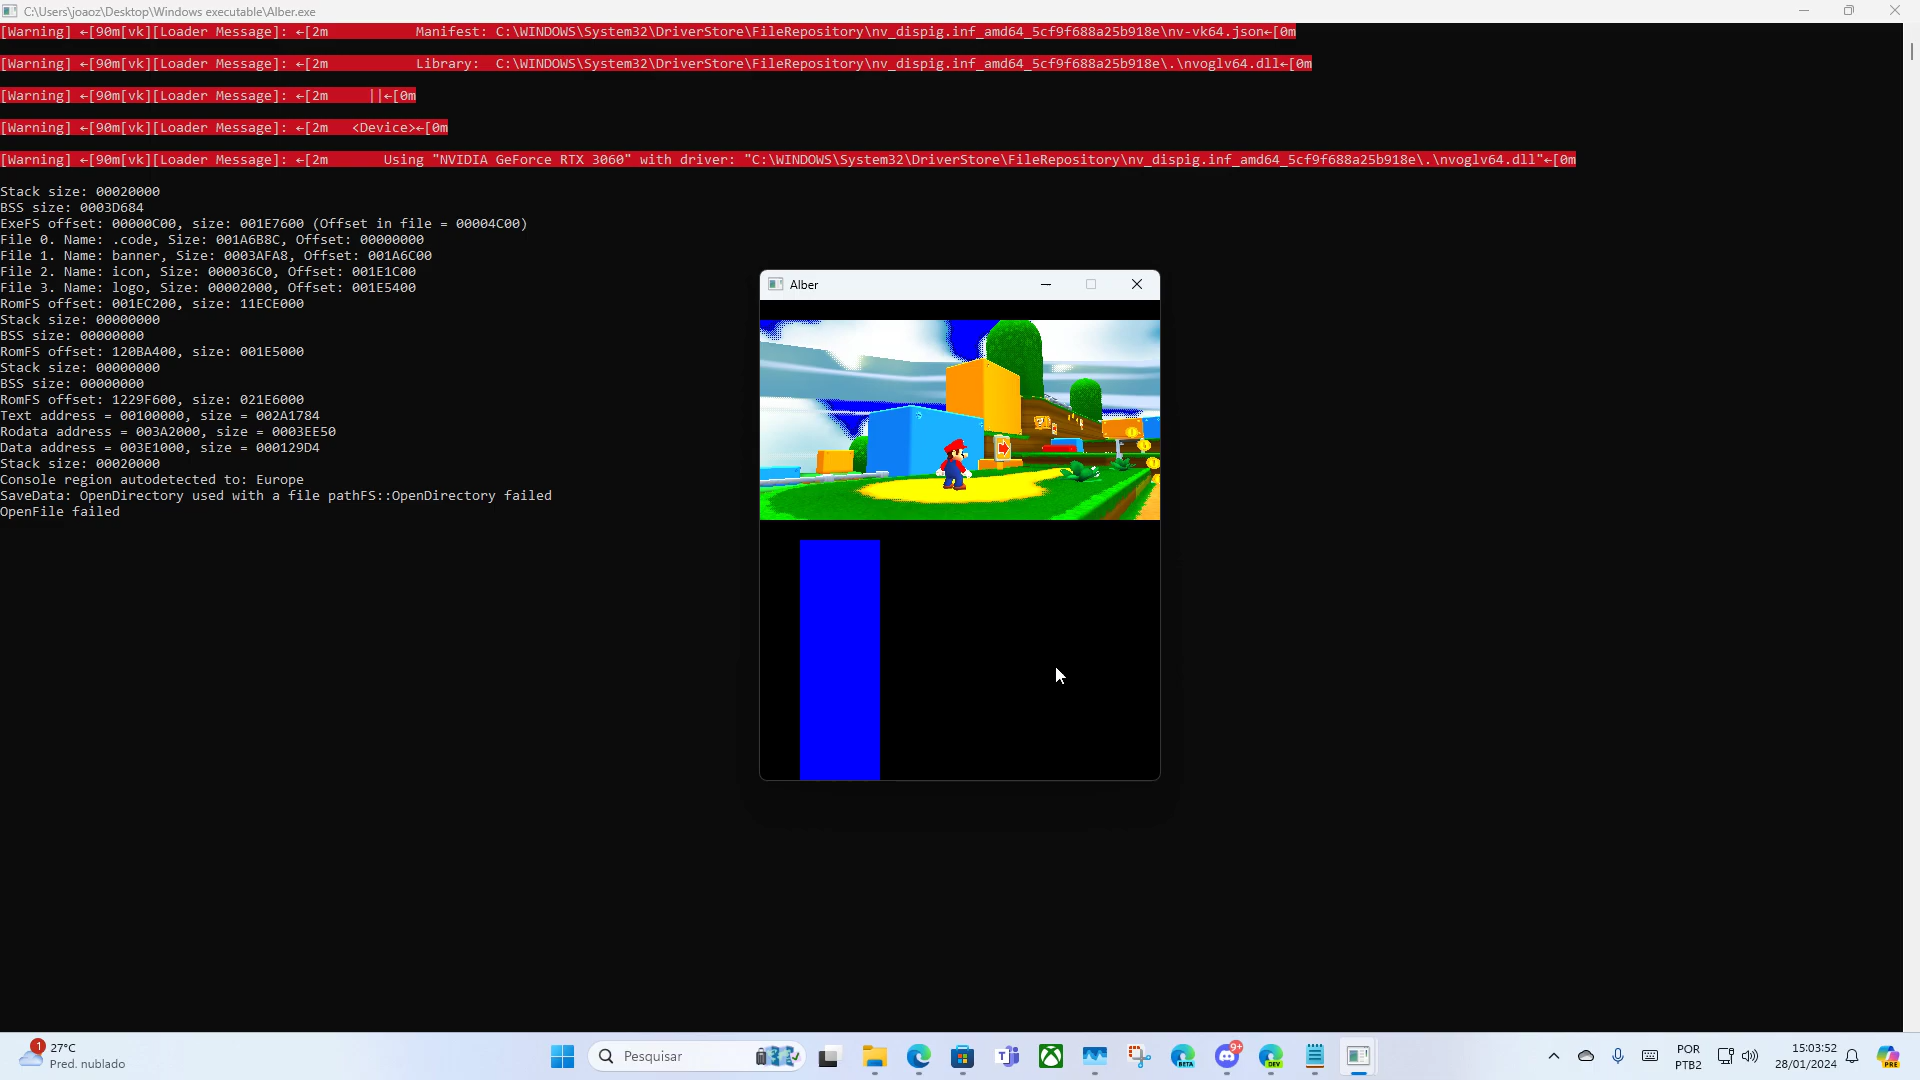 C:\Users\joaoz\Desktop\Windows executable\Alber.exe
[Warning] ←[90m[vk][Loader Message]: ←[2m           Manifest: C:\WINDOWS\System32\DriverStore\FileRepository\nv_dispig.inf_amd64_5cf9f688a25b918e\nv-vk64.json←[0m
[Warning] ←[90m[vk][Loader Message]: ←[2m           Library:  C:\WINDOWS\System32\DriverStore\FileRepository\nv_dispig.inf_amd64_5cf9f688a25b918e\.\nvoglv64.dll←[0m
[Warning] ←[90m[vk][Loader Message]: ←[2m     ||←[0m
[Warning] ←[90m[vk][Loader Message]: ←[2m   <Device>←[0m
[Warning] ←[90m[vk][Loader Message]: ←[2m       Using "NVIDIA GeForce RTX 3060" with driver: "C:\WINDOWS\System32\DriverStore\FileRepository\nv_dispig.inf_amd64_5cf9f688a25b918e\.\nvoglv64.dll"←[0m
Stack size: 00020000
BSS size: 0003D684
ExeFS offset: 00000C00, size: 001E7600 (Offset in file = 00004C00)
File 0. Name: .code, Size: 001A6B8C, Offset: 00000000
File 1. Name: banner, Size: 0003AFA8, Offset: 001A6C00
File 2. Name: icon, Size: 000036C0, Offset: 001E1C00
File 3. Name: logo, Size: 00002000, Offset: 001E5400
RomFS offset: 001EC200, size: 11ECE000
Stack size: 00000000
BSS size: 00000000
RomFS offset: 120BA400, size: 001E5000
Stack size: 00000000
BSS size: 00000000
RomFS offset: 1229F600, size: 021E6000
Text address = 00100000, size = 002A1784
Rodata address = 003A2000, size = 0003EE50
Data address = 003E1000, size = 000129D4
Stack size: 00020000
Console region autodetected to: Europe
SaveData: OpenDirectory used with a file pathFS::OpenDirectory failed
OpenFile failed
Alber
1
27°C
Pred. nublado
Pesquisar
BETA
9+
DEV
POR
PTB2
15:03:52
28/01/2024
PRE